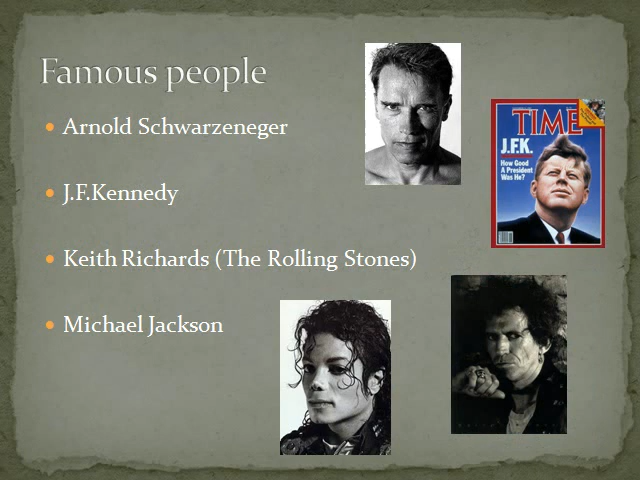 Famous people
Arnold Schwarzeneger
J.F.Kennedy
Keith Richards (The Rolling Stones)
Michael Jackson
TIME
J.F.K.
How Good
A President
Was He?